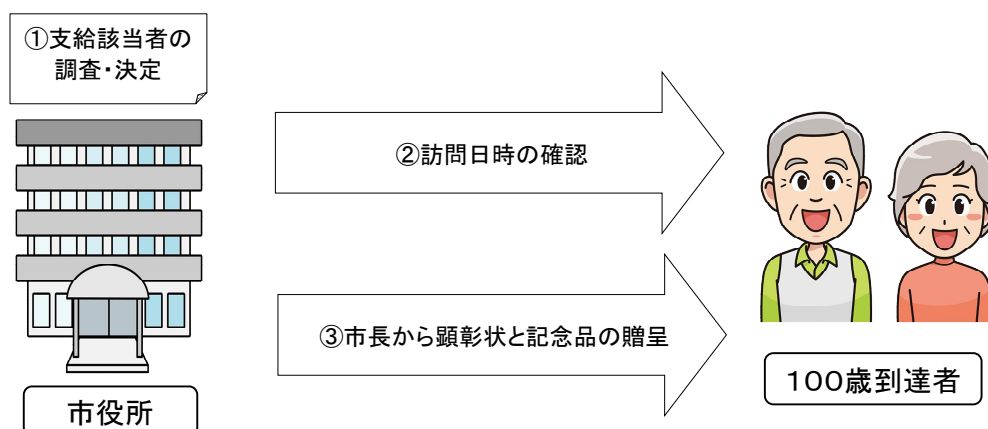 ①支給該当者の
調査・決定
②訪問日時の確認
③市長から顕彰状と記念品の贈呈
市役所
100歳到達者